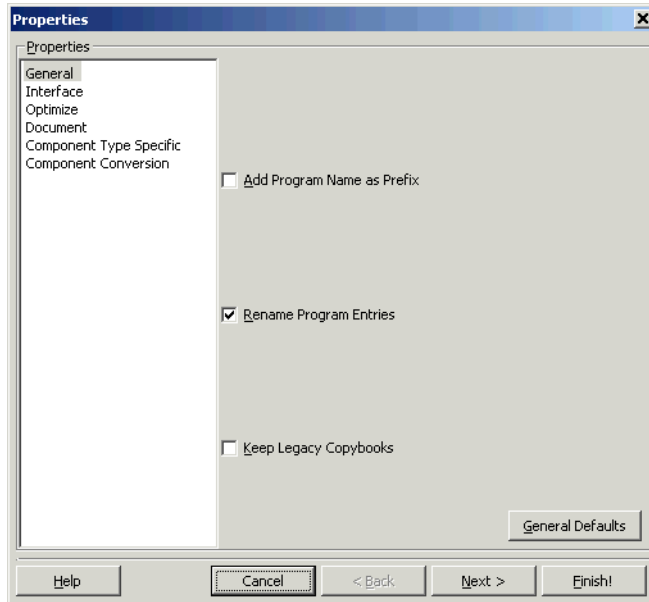 Properties
Properties
General
Interface
Optimize
Document
Component Type Specific
Component Conversion
Add Program Name as Prefix
Rename Program Entries
Keep Legacy Copybooks
General Defaults
Help
Cancel
< Back
Next >
Finish!